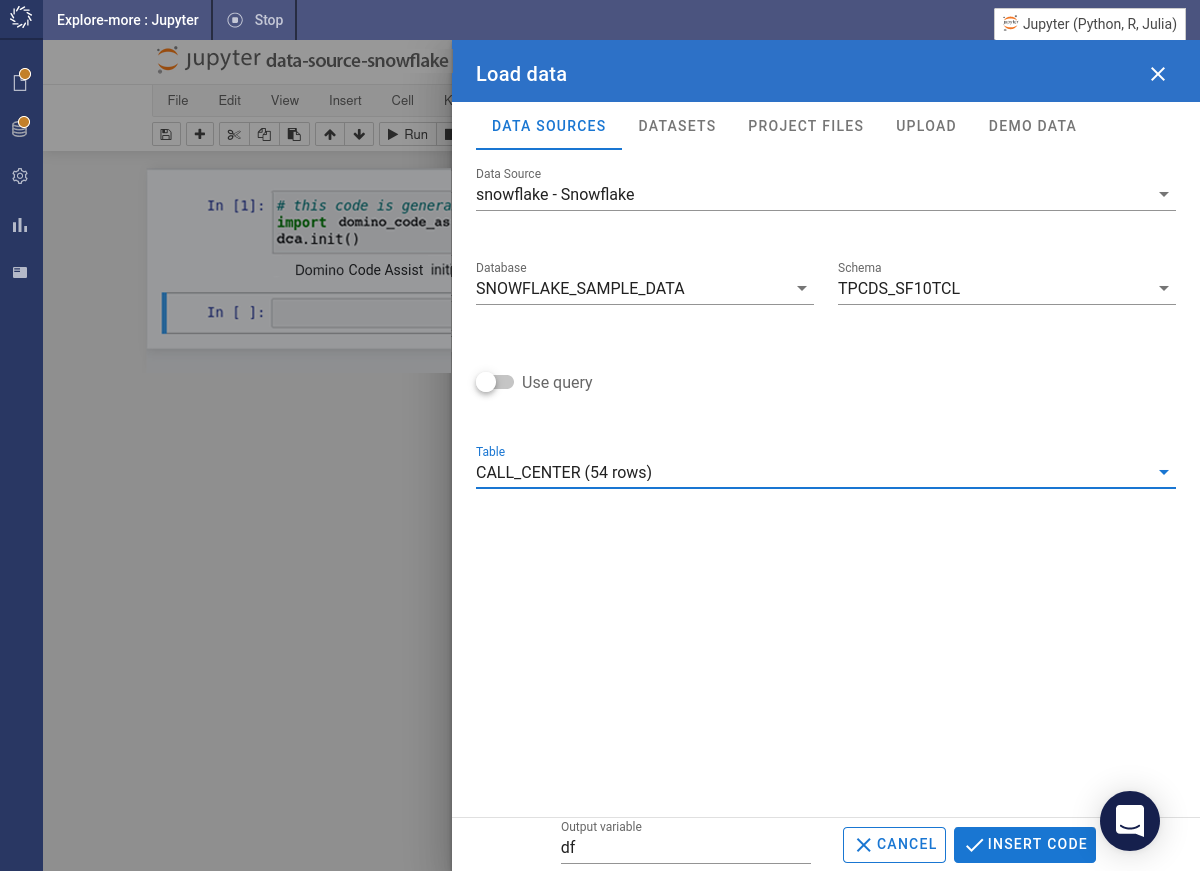 Explore-more : Jupyter
Stop
Jupyter (Python, R, Julia)
jupyter data-source-snowflake
File Edit View Insert Cell
Run
In [1]: # this code is genera
import domino_code_as
dca.init()
Domino Code Assist init
In [ ]:
Load data
DATA SOURCES DATASETS PROJECT FILES UPLOAD DEMO DATA
Data Source
snowflake - Snowflake
Database Schema
SNOWFLAKE_SAMPLE_DATA TPCDS_SF10TCL
Use query
Table
CALL_CENTER (54 rows)
Output variable
df
CANCEL INSERT CODE